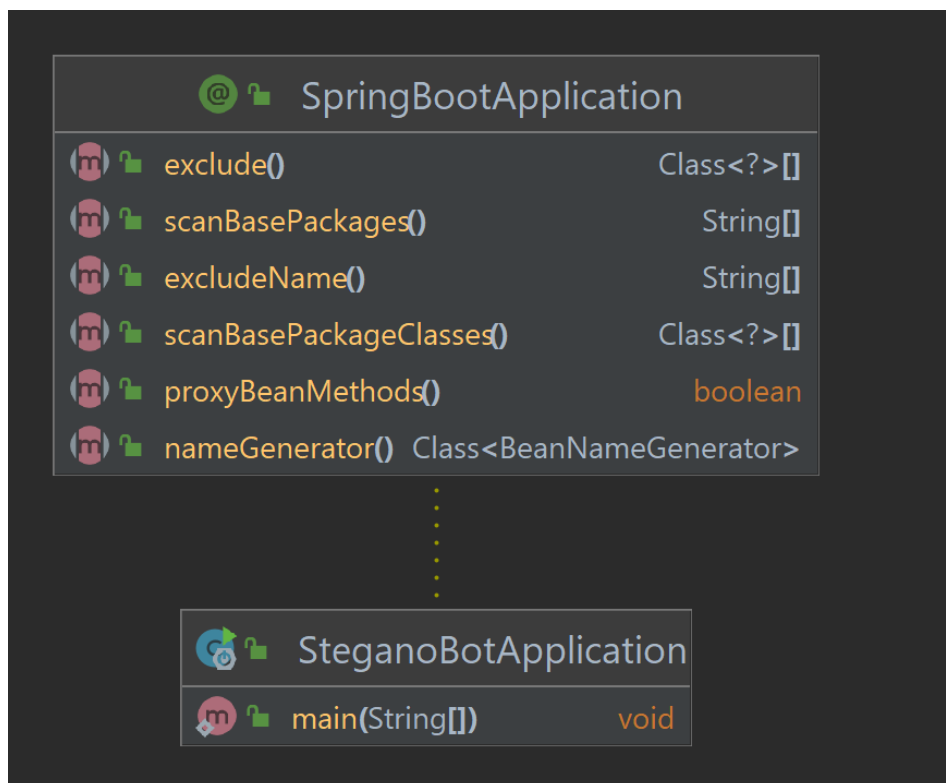 @ SpringBootApplication
m exclude() Class<?>[]
m scanBasePackages() String[]
m excludeName() String[]
m scanBasePackageClasses() Class<?>[]
m proxyBeanMethods() boolean
m nameGenerator() Class<BeanNameGenerator>
C SteganoBotApplication
m main(String[]) void